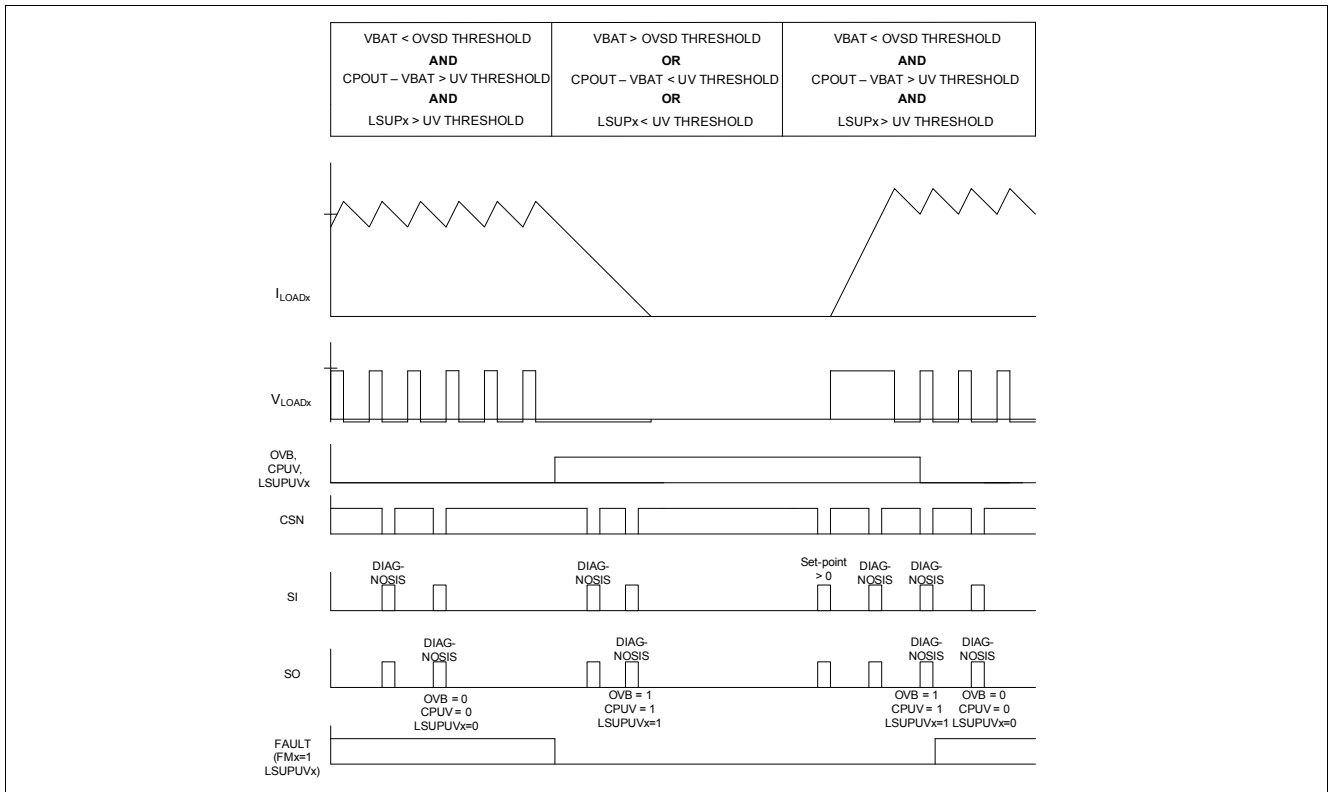 VBAT < OVSD THRESHOLD
AND
CPOUT – VBAT > UV THRESHOLD
AND
LSUPx > UV THRESHOLD
VBAT > OVSD THRESHOLD
OR
CPOUT – VBAT < UV THRESHOLD
OR
LSUPx < UV THRESHOLD
VBAT < OVSD THRESHOLD
AND
CPOUT – VBAT > UV THRESHOLD
AND
LSUPx > UV THRESHOLD
ILOADx
VLOADx
OVB,
CPUV,
LSUPUVx
CSN
SI
DIAG-
NOSIS
DIAG-
NOSIS
Set-point
> 0
DIAG-
NOSIS
DIAG-
NOSIS
SO
DIAG-
NOSIS
OVB = 0
CPUV = 0
LSUPUVx=0
DIAG-
NOSIS
OVB = 1
CPUV = 1
LSUPUVx=1
DIAG-
NOSIS
OVB = 1
CPUV = 1
LSUPUVx=1
DIAG-
NOSIS
OVB = 0
CPUV = 0
LSUPUVx=0
FAULT
(FMx=1
LSUPUVx)